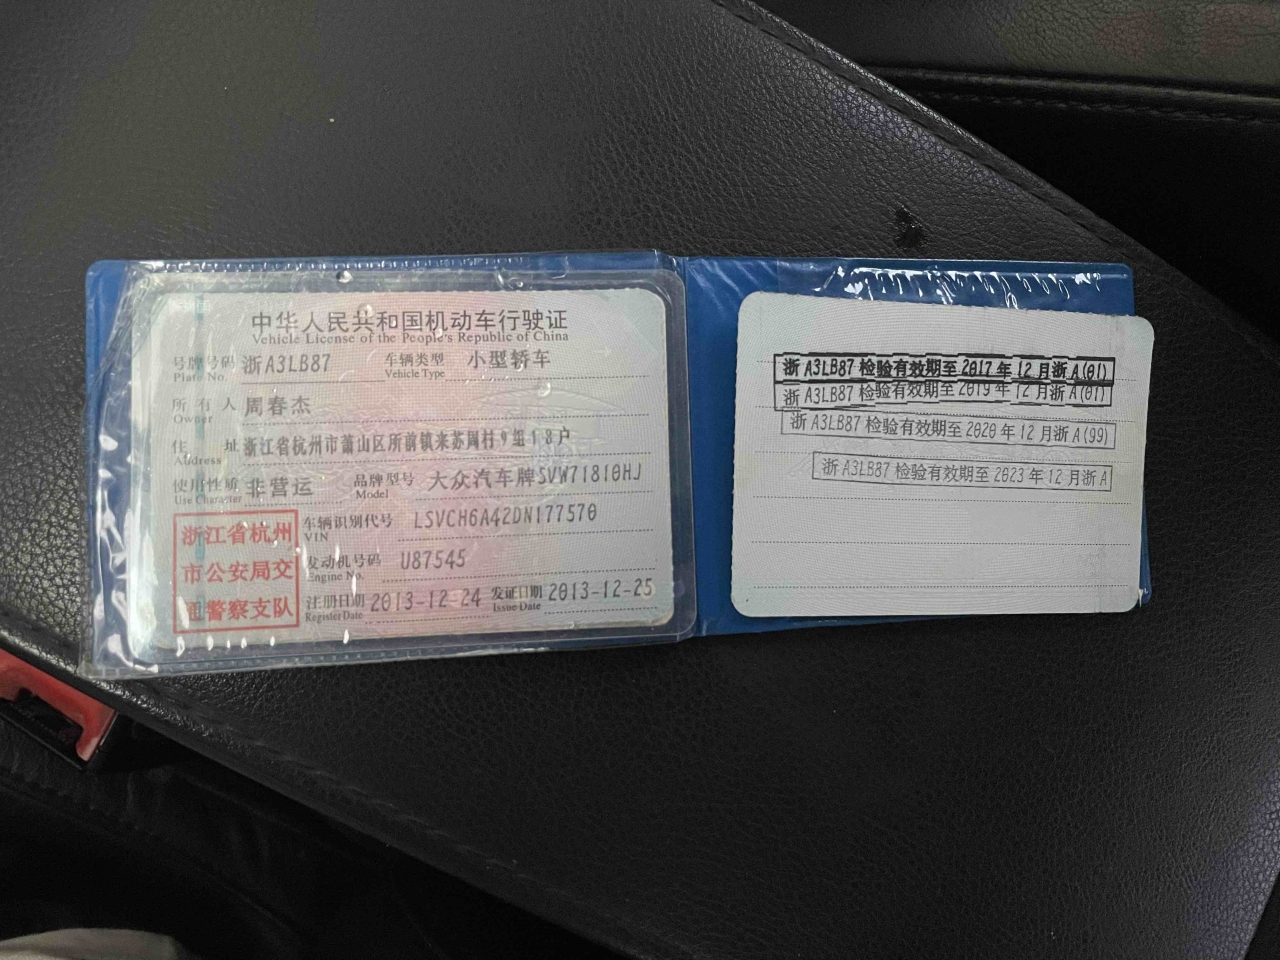 中华人民共和国机动车行驶证
Vehicle License of the People's Republic of China
号牌号码 浙A3LB87 车辆类型 小型轿车
Plate No. Vehicle Type
所有人 周春杰
Owner
住址 浙江省杭州市萧山区所前镇来苏周村9组18户
Address
使用性质 非营运 品牌型号 大众汽车牌SVW71810HJ
Use Character Model
浙江省杭州
市公安局交
警察支队
车辆识别代号 LSVCH6A42DN177570
VIN
发动机号码 U87545
Engine No.
注册日期 2013-12-24 发证日期 2013-12-25
Register Date Issue Date
浙A3LB87 检验有效期至 2017年 12月浙A(01)
浙A3LB87 检验有效期至 2019年 12月浙A(01)
浙A3LB87 检验有效期至 2020年 12月浙A(99)
浙A3LB87 检验有效期至 2023年 12月浙A